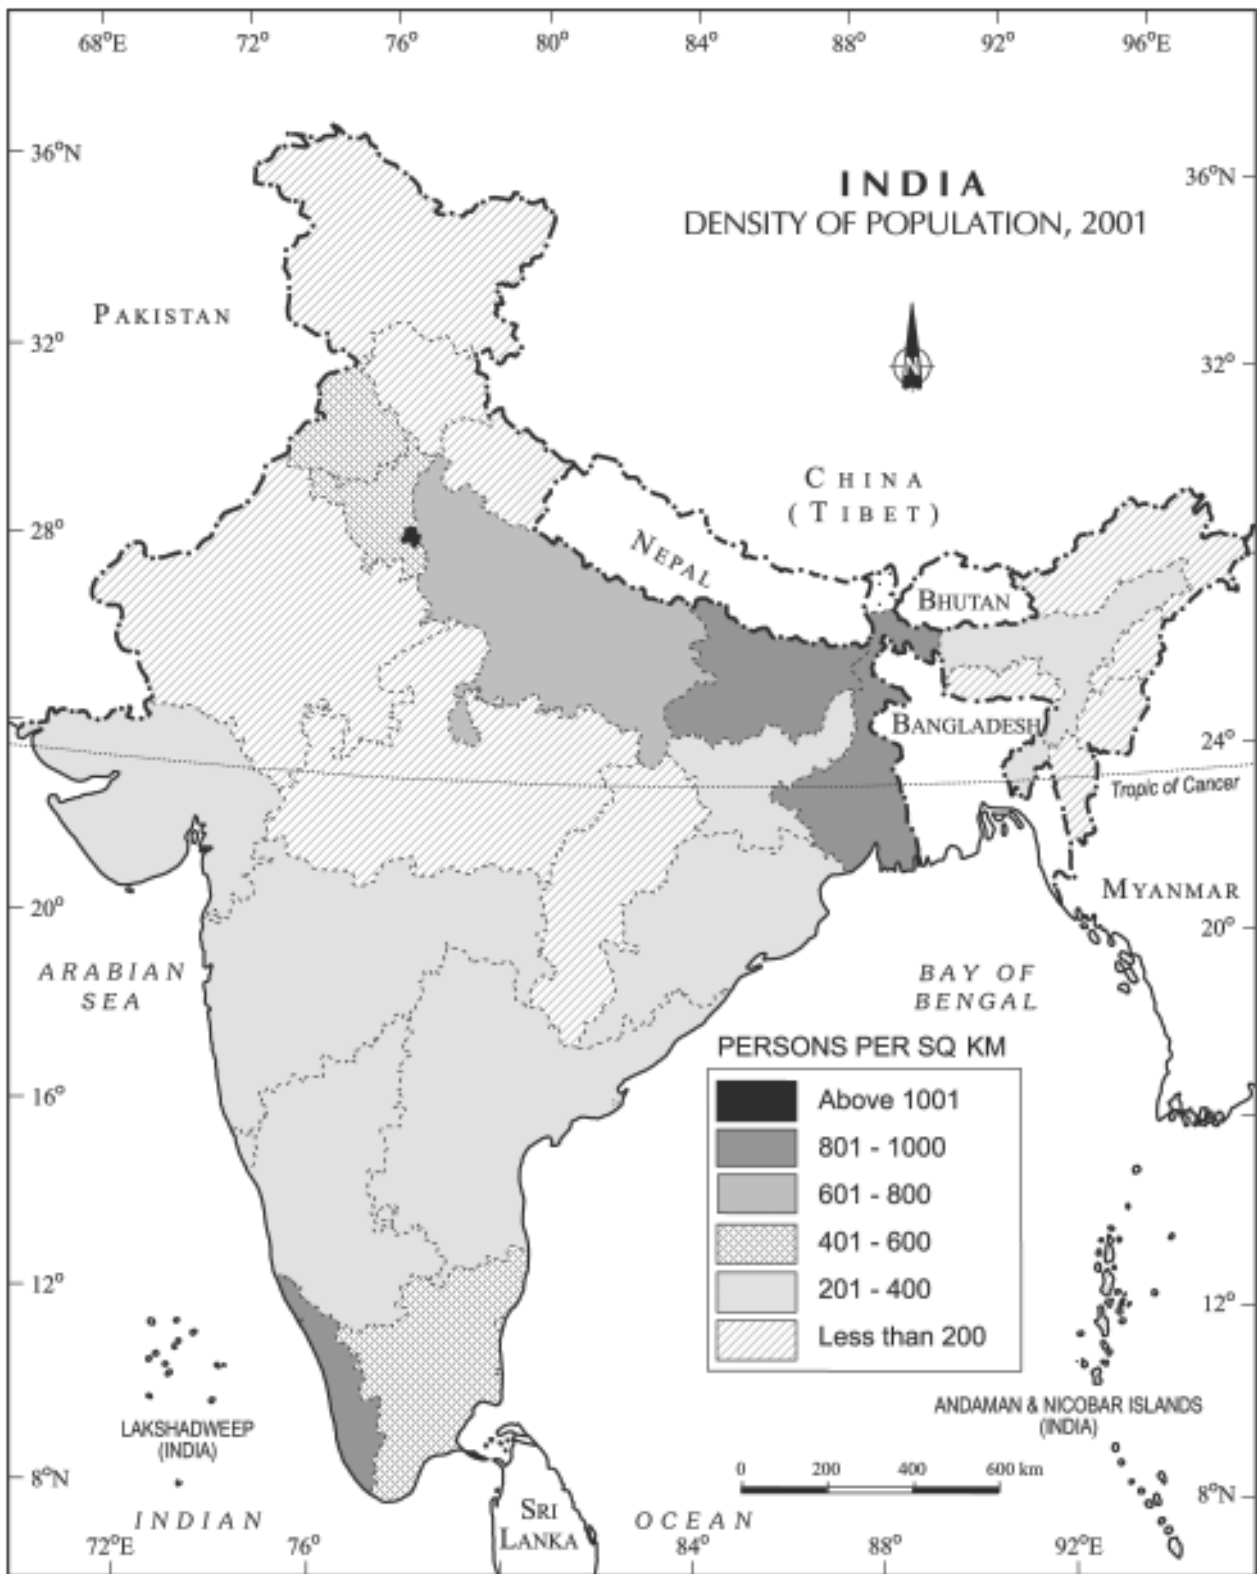 68°E 72° 76° 80° 84° 88° 92° 96°E
36°N
36°N
INDIA
DENSITY OF POPULATION, 2001
PAKISTAN
32°
32°
N
CHINA
(TIBET)
28°
NEPAL
BHUTAN
BANGLADESH
24°
Tropic of Cancer
MYANMAR
20°
20°
ARABIAN
SEA
BAY OF
BENGAL
PERSONS PER SQ KM
Above 1001
801 - 1000
601 - 800
401 - 600
201 - 400
Less than 200
16°
12°
12°
LAKSHADWEEP
(INDIA)
ANDAMAN & NICOBAR ISLANDS
(INDIA)
0 200 400 600 km
8°N
8°N
SRI
LANKA
INDIAN OCEAN
72°E 76° 84° 88° 92°E